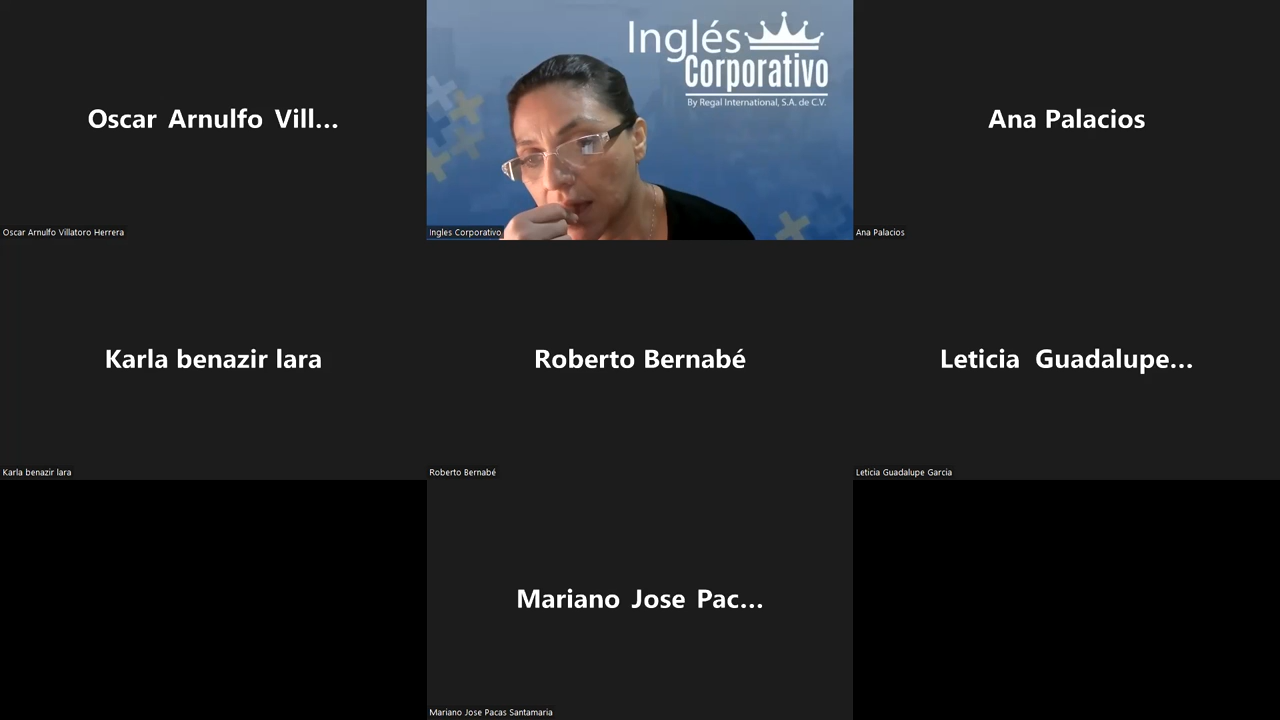 Oscar Arnulfo Vill...
Oscar Arnulfo Villatoro Herrera
Inglés
Corporativo
By Regal International, S.A. de C.V.
Ingles Corporativo
Ana Palacios
Ana Palacios
Karla benazir lara
Karla benazir lara
Roberto Bernabé
Roberto Bernabé
Leticia Guadalupe...
Leticia Guadalupe Garcia
Mariano Jose Pac...
Mariano Jose Pacas Santamaria